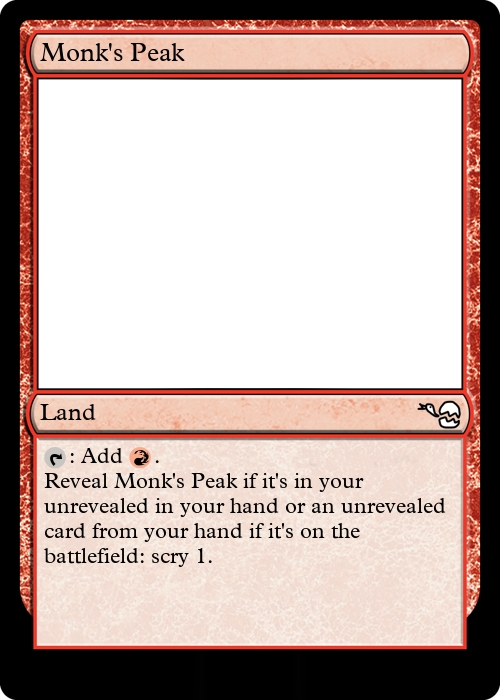 Monk's Peak
Land
: Add .
Reveal Monk's Peak if it's in your
unrevealed in your hand or an unrevealed
card from your hand if it's on the
battlefield: scry 1.